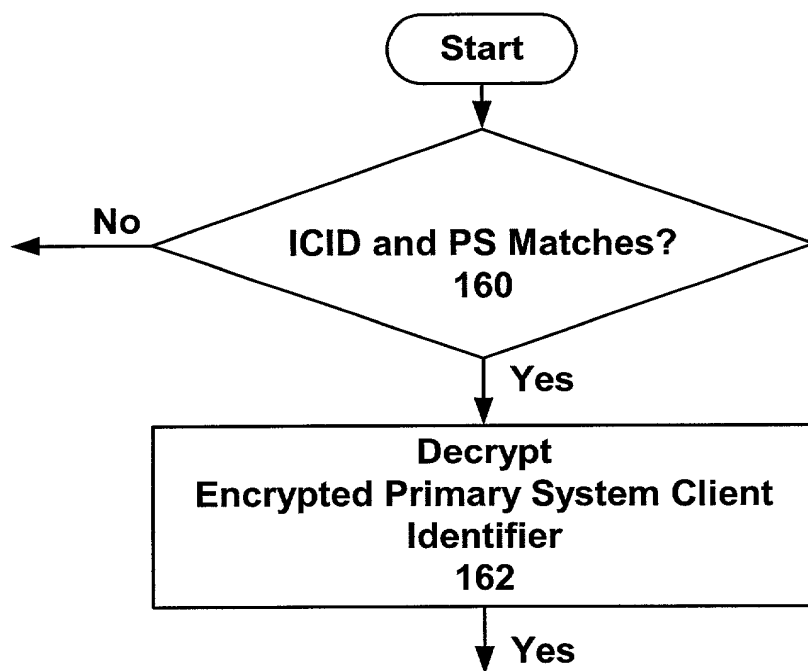 Start
No
ICID and PS Matches?
160
Yes
Decrypt
Encrypted Primary System Client
Identifier
162
Yes